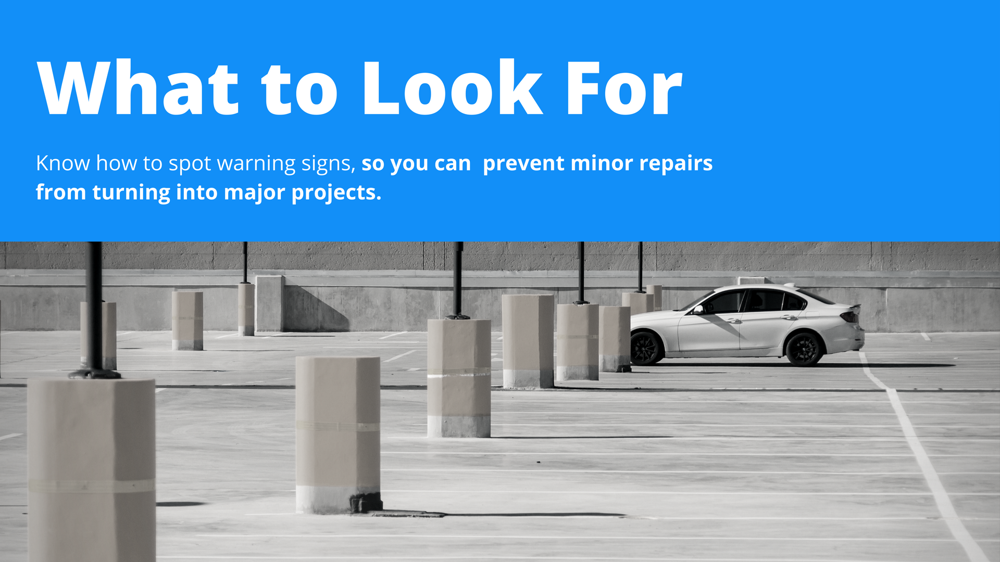 What to Look For
Know how to spot warning signs, so you can  prevent minor repairs
from turning into major projects.